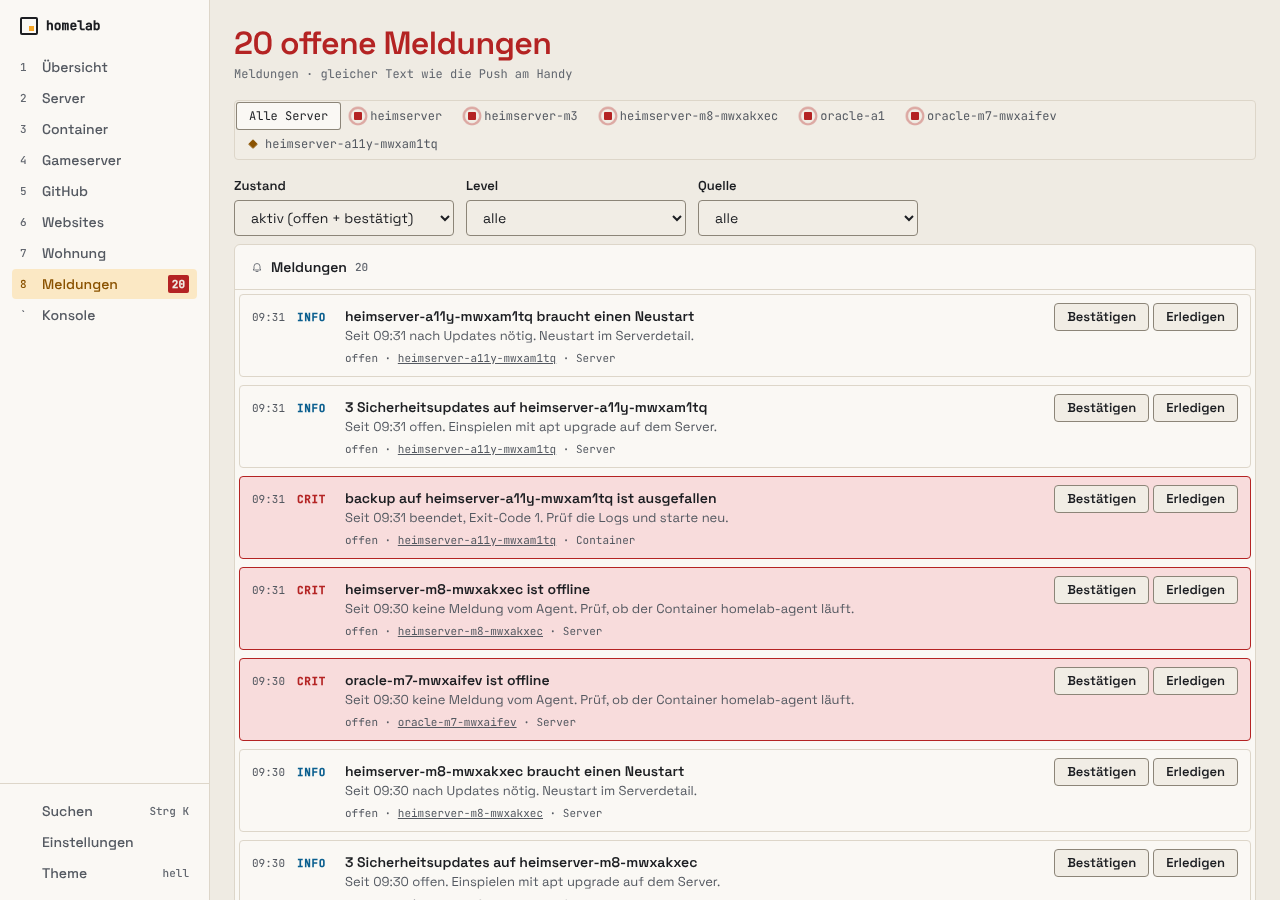 homelab
1 Übersicht
2 Server
3 Container
4 Gameserver
5 GitHub
6 Websites
7 Wohnung
8 Meldungen 20
` Konsole
Suchen Strg K
Einstellungen
Theme hell
20 offene Meldungen
Meldungen · gleicher Text wie die Push am Handy
Alle Server heimserver heimserver-m3 heimserver-m8-mwxakxec oracle-a1 oracle-m7-mwxaifev
heimserver-a11y-mwxam1tq
Zustand Level Quelle
aktiv (offen + bestätigt) alle alle
Meldungen 20
09:31 INFO heimserver-a11y-mwxam1tq braucht einen Neustart Bestätigen Erledigen
Seit 09:31 nach Updates nötig. Neustart im Serverdetail.
offen · heimserver-a11y-mwxam1tq · Server
09:31 INFO 3 Sicherheitsupdates auf heimserver-a11y-mwxam1tq Bestätigen Erledigen
Seit 09:31 offen. Einspielen mit apt upgrade auf dem Server.
offen · heimserver-a11y-mwxam1tq · Server
09:31 CRIT backup auf heimserver-a11y-mwxam1tq ist ausgefallen Bestätigen Erledigen
Seit 09:31 beendet, Exit-Code 1. Prüf die Logs und starte neu.
offen · heimserver-a11y-mwxam1tq · Container
09:31 CRIT heimserver-m8-mwxakxec ist offline Bestätigen Erledigen
Seit 09:30 keine Meldung vom Agent. Prüf, ob der Container homelab-agent läuft.
offen · heimserver-m8-mwxakxec · Server
09:30 CRIT oracle-m7-mwxaifev ist offline Bestätigen Erledigen
Seit 09:30 keine Meldung vom Agent. Prüf, ob der Container homelab-agent läuft.
offen · oracle-m7-mwxaifev · Server
09:30 INFO heimserver-m8-mwxakxec braucht einen Neustart Bestätigen Erledigen
Seit 09:30 nach Updates nötig. Neustart im Serverdetail.
offen · heimserver-m8-mwxakxec · Server
09:30 INFO 3 Sicherheitsupdates auf heimserver-m8-mwxakxec Bestätigen Erledigen
Seit 09:30 offen. Einspielen mit apt upgrade auf dem Server.